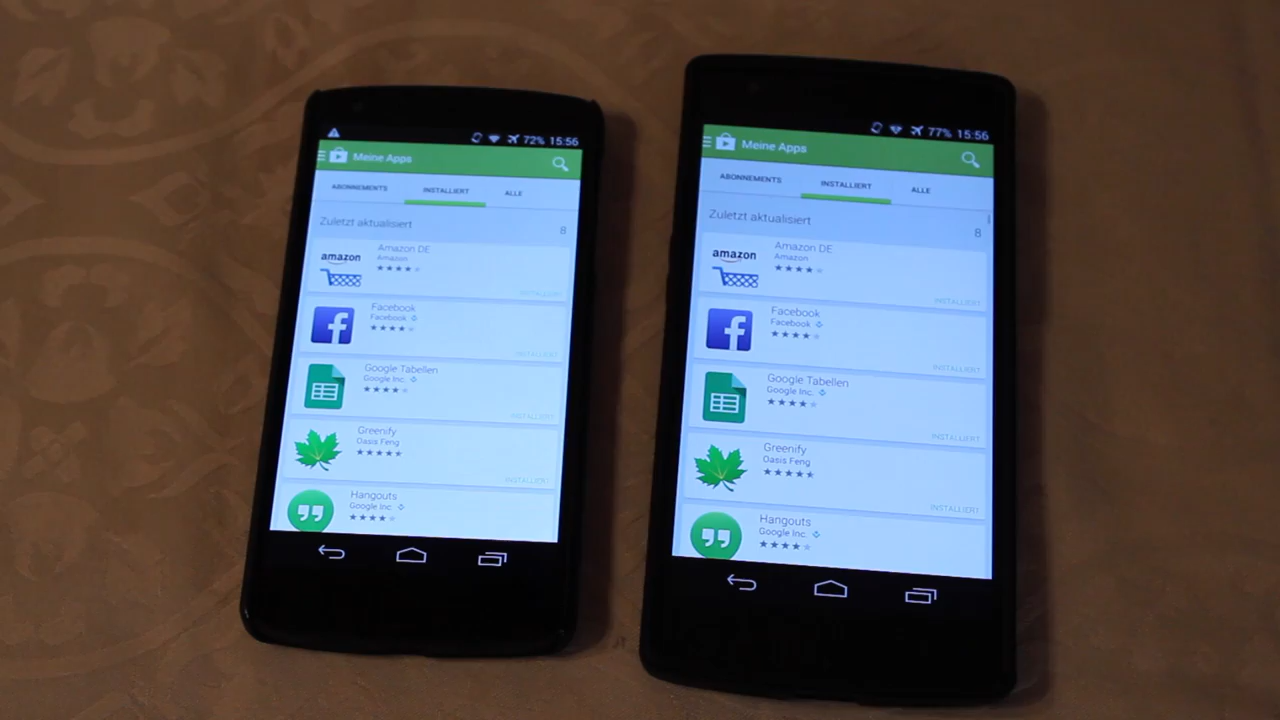 72% 15:56
Meine Apps
ABONNEMENTS INSTALLIERT ALLE
Zuletzt aktualisiert 8
amazon
Amazon DE
Amazon
INSTALLIERT
f
Facebook
Facebook
INSTALLIERT
Google Tabellen
Google Inc.
INSTALLIERT
Greenify
Oasis Feng
INSTALLIERT
Hangouts
Google Inc.
77% 15:56
Meine Apps
ABONNEMENTS INSTALLIERT ALLE
Zuletzt aktualisiert 8
amazon
Amazon DE
Amazon
INSTALLIERT
f
Facebook
Facebook
INSTALLIERT
Google Tabellen
Google Inc.
INSTALLIERT
Greenify
Oasis Feng
INSTALLIERT
Hangouts
Google Inc.